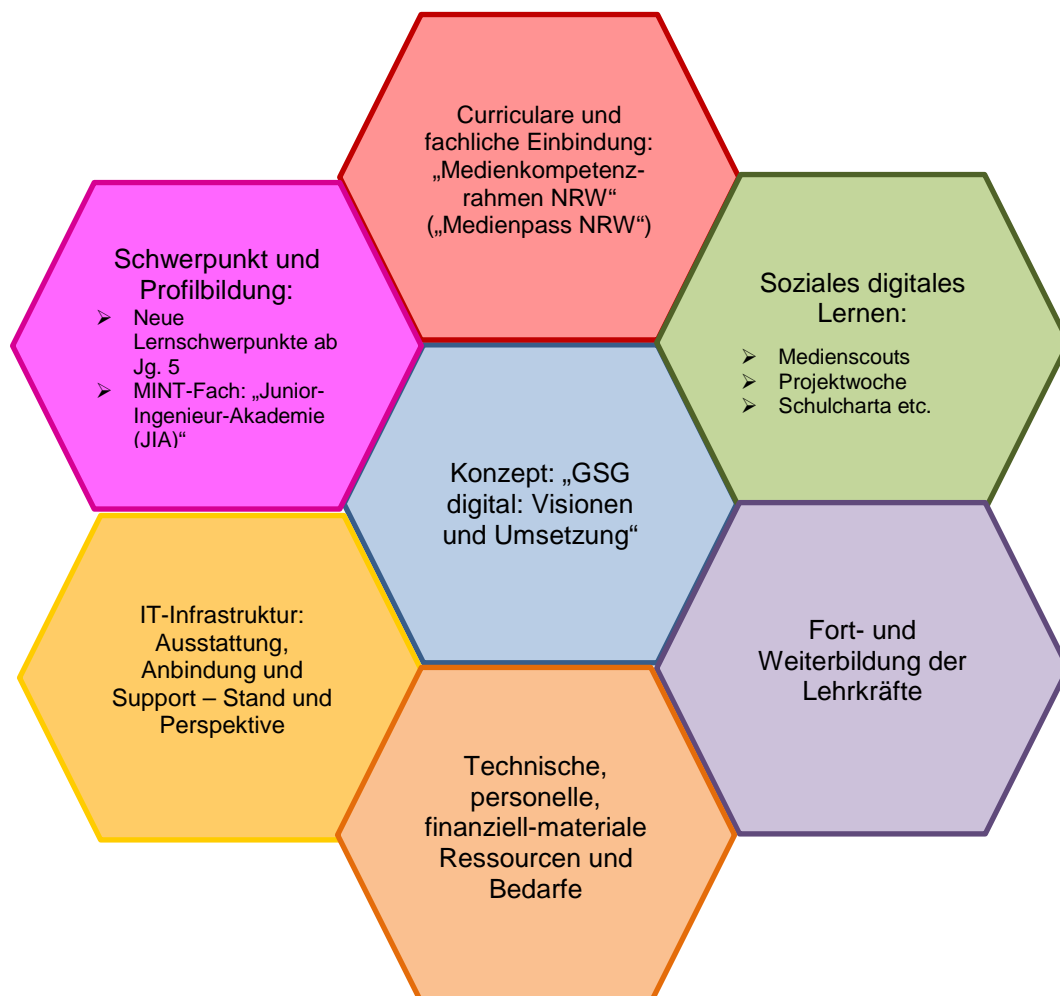 Curriculare und
fachliche Einbindung:
„Medienkompetenz-
rahmen NRW“
(„Medienpass NRW“)
Schwerpunkt und
Profilbildung:
➢ Neue
Lernschwerpunkte ab
Jg. 5
➢ MINT-Fach: „Junior-
Ingenieur-Akademie
(JIA)“
Soziales digitales
Lernen:
➢ Medienscouts
➢ Projektwoche
➢ Schulcharta etc.
Konzept: „GSG
digital: Visionen
und Umsetzung“
IT-Infrastruktur:
Ausstattung,
Anbindung und
Support – Stand und
Perspektive
Fort- und
Weiterbildung der
Lehrkräfte
Technische,
personelle,
finanziell-materiale
Ressourcen und
Bedarfe